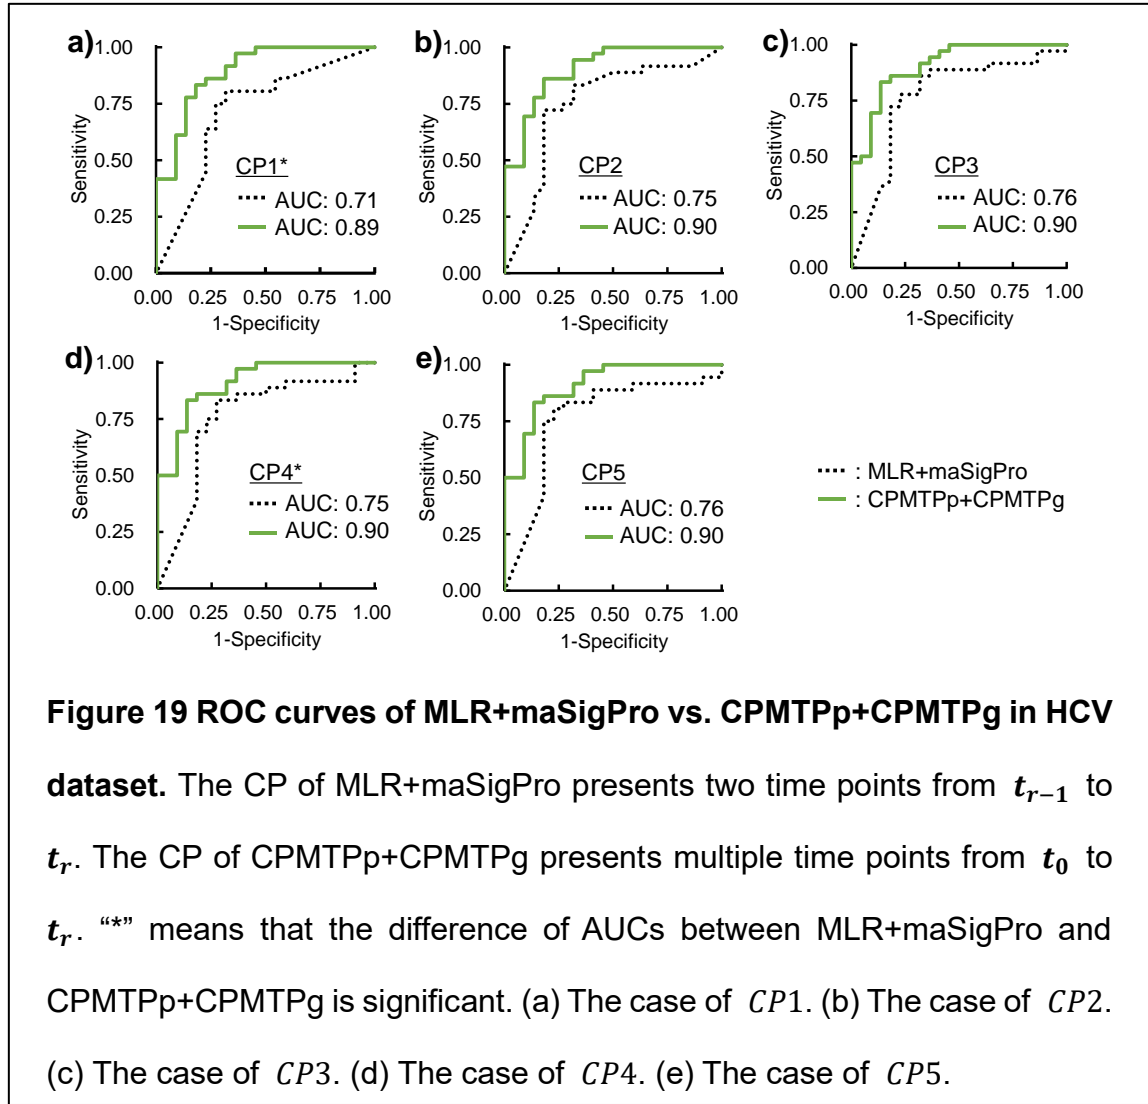 a)
1.00
0.75
0.50
0.25
0.00
Sensitivity
CP1*
AUC: 0.71
AUC: 0.89
0.00 0.25 0.50 0.75 1.00
1-Specificity
b)
1.00
0.75
0.50
0.25
0.00
Sensitivity
CP2
AUC: 0.75
AUC: 0.90
0.00 0.25 0.50 0.75 1.00
1-Specificity
c)
1.00
0.75
0.50
0.25
0.00
Sensitivity
CP3
AUC: 0.76
AUC: 0.90
0.00 0.25 0.50 0.75 1.00
1-Specificity
d)
1.00
0.75
0.50
0.25
0.00
Sensitivity
CP4*
AUC: 0.75
AUC: 0.90
0.00 0.25 0.50 0.75 1.00
1-Specificity
e)
1.00
0.75
0.50
0.25
0.00
Sensitivity
CP5
AUC: 0.76
AUC: 0.90
0.00 0.25 0.50 0.75 1.00
1-Specificity
: MLR+maSigPro
: CPMTPp+CPMTPg
Figure 19 ROC curves of MLR+maSigPro vs. CPMTPp+CPMTPg in HCV
dataset. The CP of MLR+maSigPro presents two time points from t_{r−1} to
t_r. The CP of CPMTPp+CPMTPg presents multiple time points from t_0 to
t_r. “*” means that the difference of AUCs between MLR+maSigPro and
CPMTPp+CPMTPg is significant. (a) The case of CP1. (b) The case of CP2.
(c) The case of CP3. (d) The case of CP4. (e) The case of CP5.